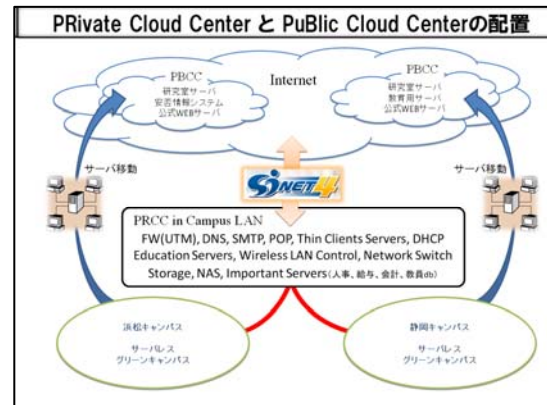 PRivate Cloud Center と PuBlic Cloud Centerの配置
Internet
PBCC
研究室サーバ
安否情報システム
公式WEBサーバ
PBCC
研究室サーバ
教育用サーバ
公式WEBサーバ
サーバ移動
サーバ移動
SINET4
PRCC in Campus LAN
FW(UTM), DNS, SMTP, POP, Thin Clients Servers, DHCP
Education Servers, Wireless LAN Control, Network Switch
Storage, NAS, Important Servers(人事、給与、会計、教員db)
浜松キャンパス
サーバレス
グリーンキャンパス
静岡キャンパス
サーバレス
グリーンキャンパス